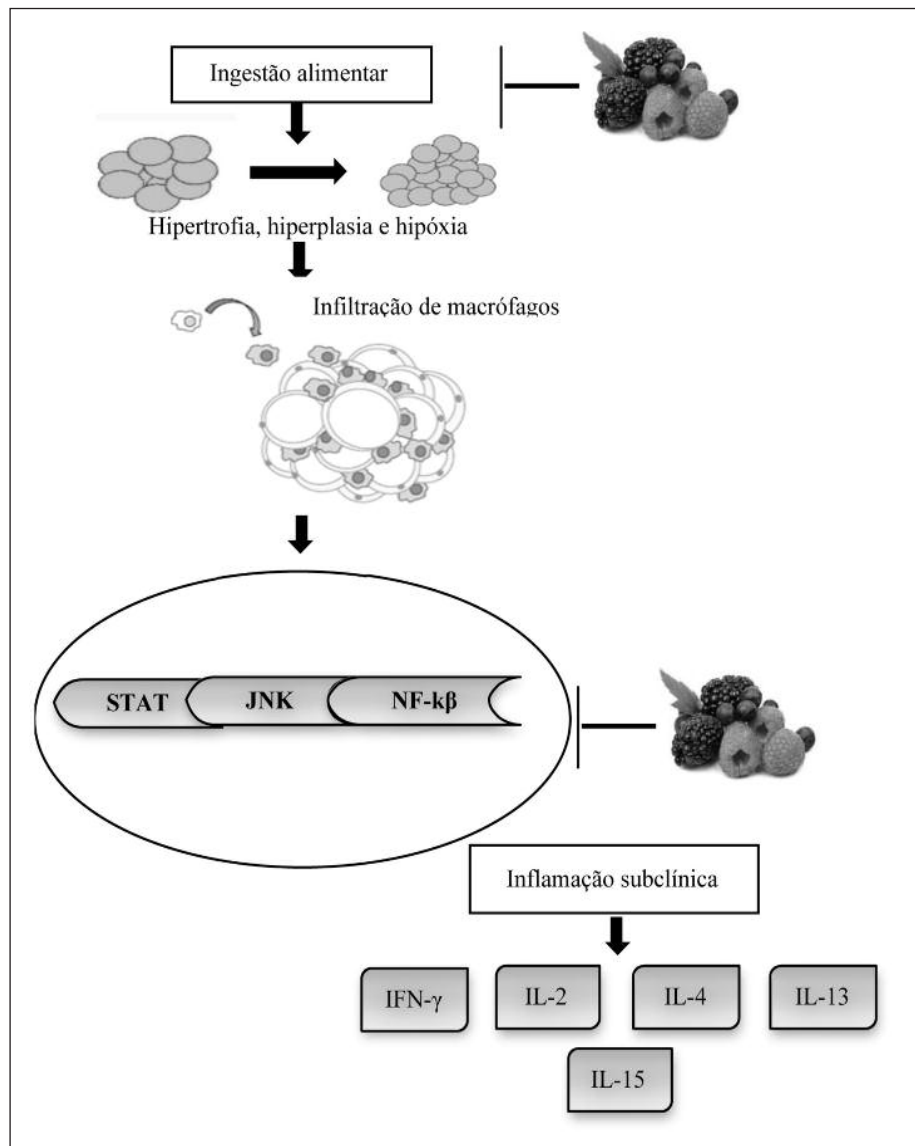 Ingestão alimentar
Hipertrofia, hiperplasia e hipóxia
Infiltração de macrófagos
STAT JNK NF-kβ
Inflamação subclínica
IFN-γ IL-2 IL-4 IL-13
IL-15